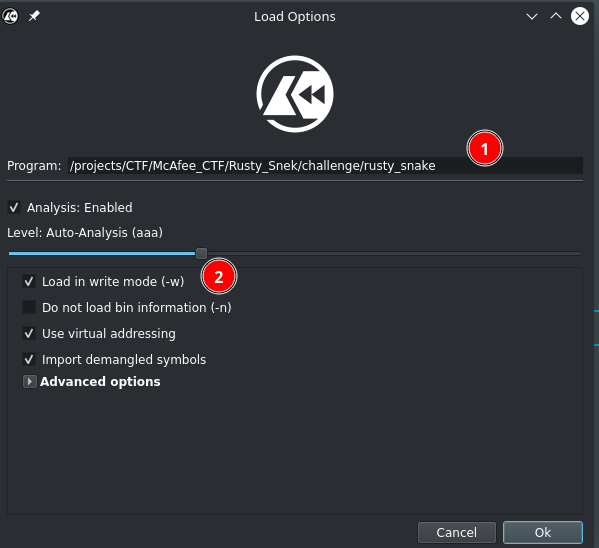 Load Options
Program: /projects/CTF/McAfee_CTF/Rusty_Snek/challenge/rusty_snake
1
Analysis: Enabled
Level: Auto-Analysis (aaa)
2
Load in write mode (-w)
Do not load bin information (-n)
Use virtual addressing
Import demangled symbols
Advanced options
Cancel Ok